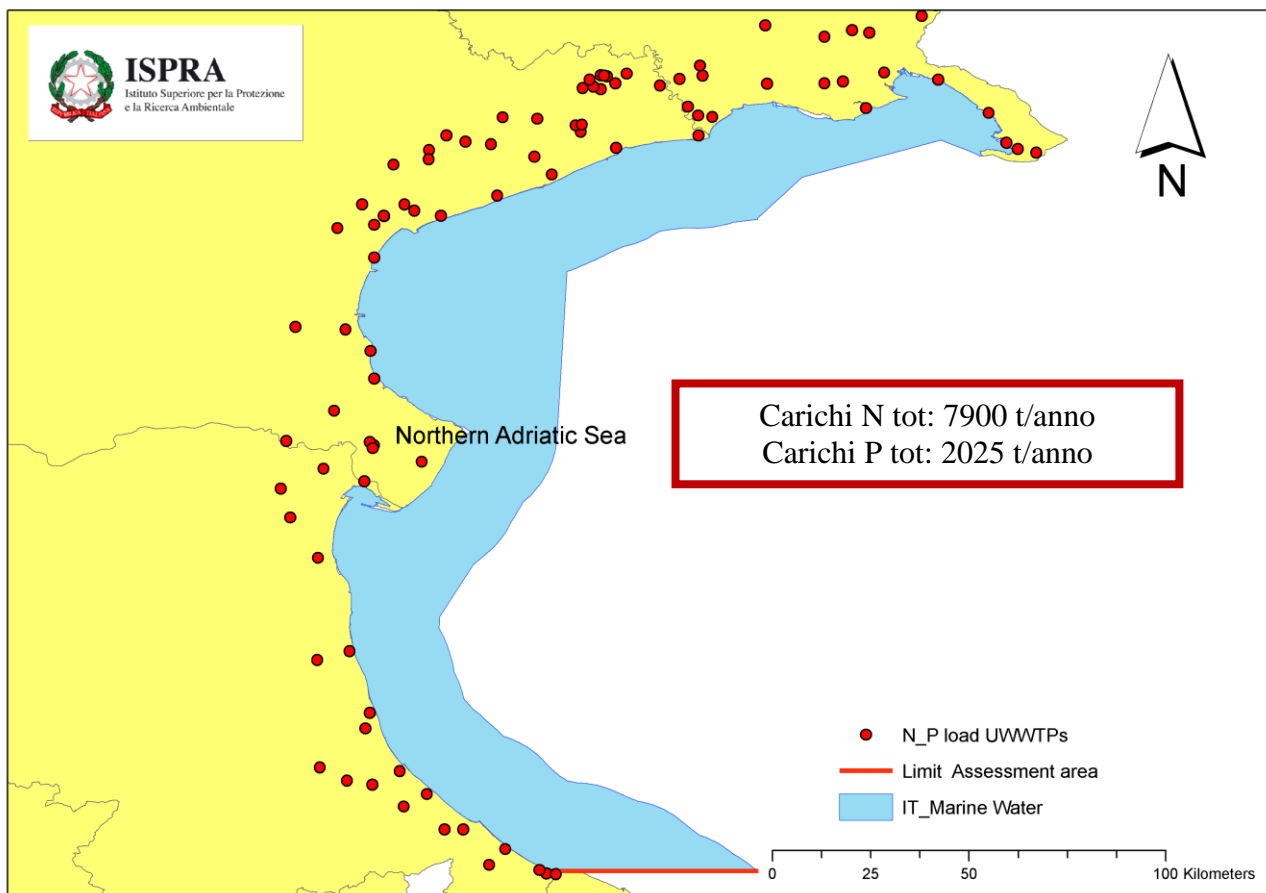 ISPRA
Istituto Superiore per la Protezione
e la Ricerca Ambientale
N
Carichi N tot: 7900 t/anno
Carichi P tot: 2025 t/anno
Northern Adriatic Sea
N_P load UWWTPs
Limit Assessment area
IT_Marine Water
0 25 50 100 Kilometers